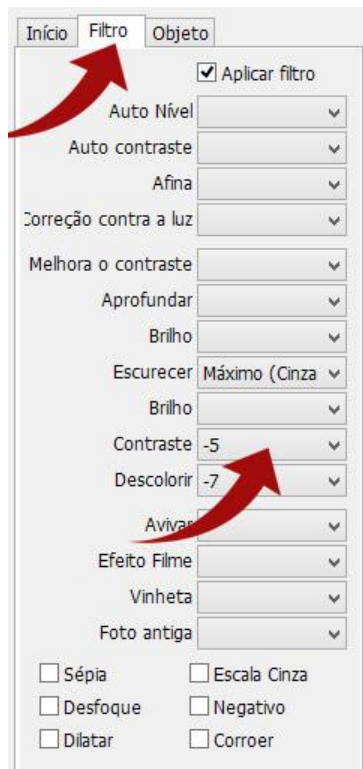 Início Filtro Objeto
Aplicar filtro
Auto Nível
Auto contraste
Afina
Correção contra a luz
Melhora o contraste
Aprofundar
Brilho
Escurecer Máximo (Cinza
Brilho
Contraste -5
Descolorir -7
Avivar
Efeito Filme
Vinheta
Foto antiga
Sépia Escala Cinza
Desfoque Negativo
Dilatar Corroer